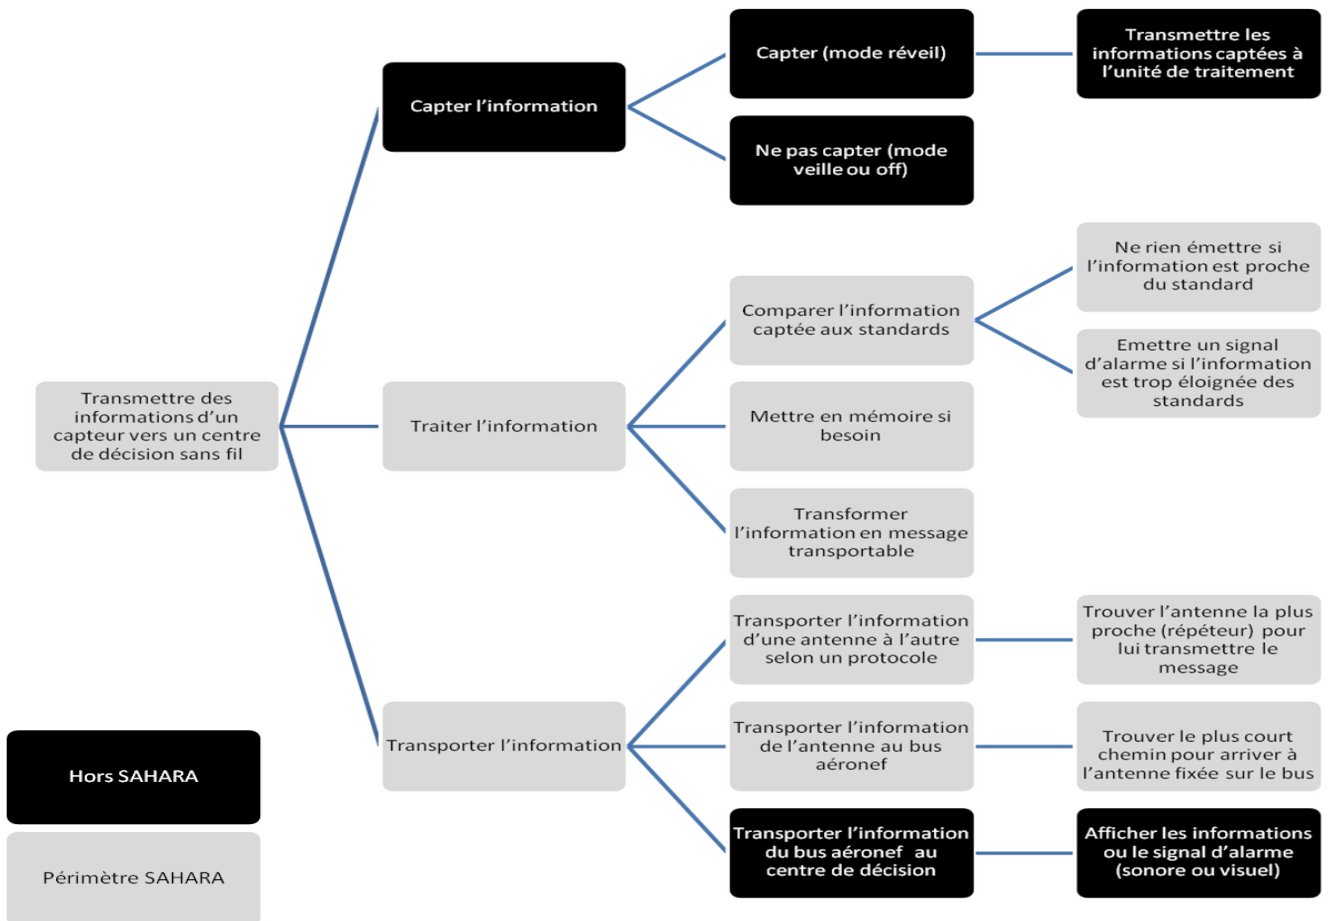 Capter (mode réveil)
Transmettre les
informations captées à
l’unité de traitement
Capter l’information
Ne pas capter (mode
veille ou off)
Ne rien émettre si
l’information est proche
du standard
Comparer l’information
captée aux standards
Emettre un signal
d’alarme si l’information
est trop éloignée des
standards
Transmettre des
informations d’un
capteur vers un centre
de décision sans fil
Traiter l’information
Mettre en mémoire si
besoin
Transformer
l’information en message
transportable
Transporter l’information
d’une antenne à l’autre
selon un protocole
Trouver l’antenne la plus
proche (répéteur) pour
lui transmettre le
message
Transporter l’information
Transporter l’information
de l’antenne au bus
aéronef
Trouver le plus court
chemin pour arriver à
l’antenne fixée sur le bus
Transporter l’information
du bus aéronef au
centre de décision
Afficher les informations
ou le signal d’alarme
(sonore ou visuel)
Hors SAHARA
Périmètre SAHARA